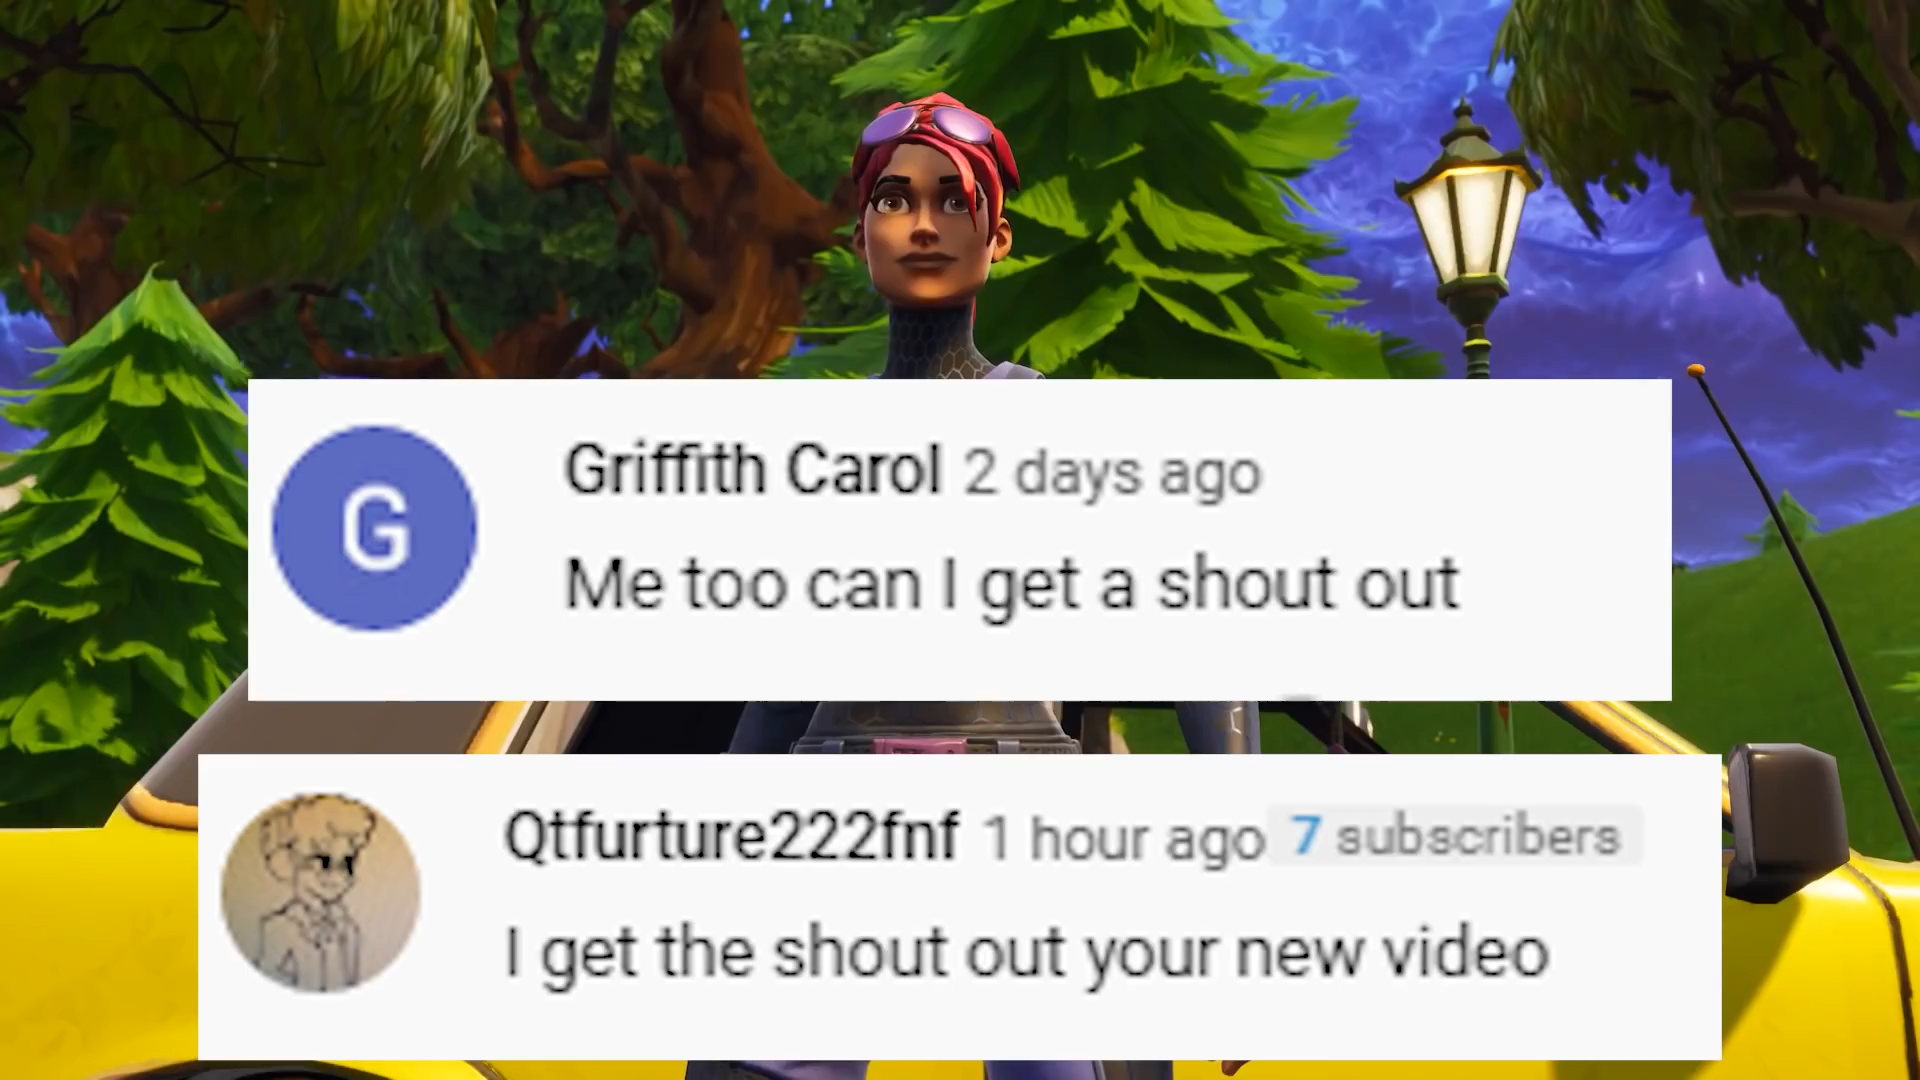 G
Griffith Carol 2 days ago
Me too can I get a shout out
Qtfurture222fnf 1 hour ago 7 subscribers
I get the shout out your new video